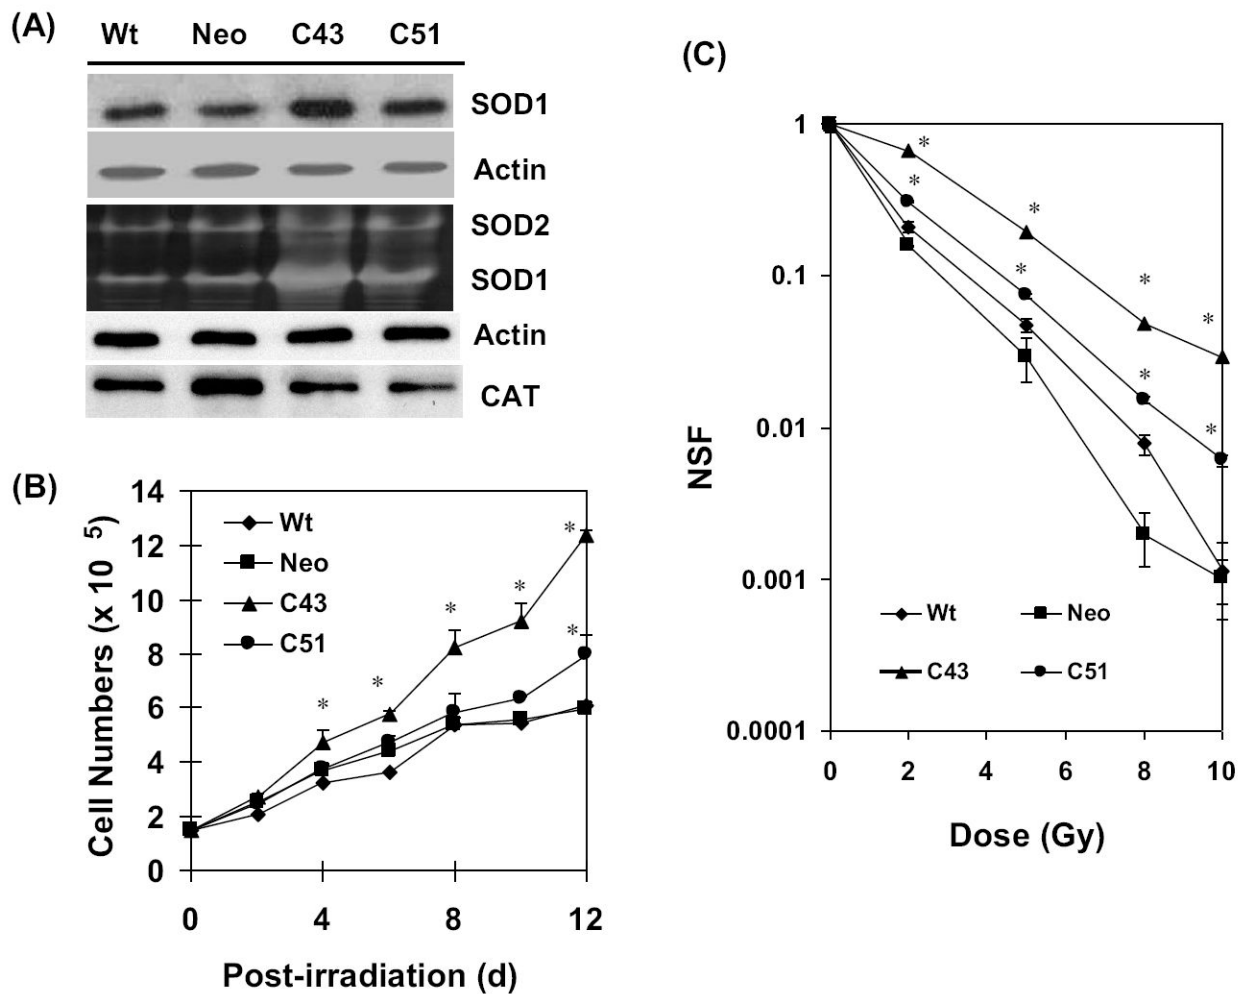 (A)
Wt Neo C43 C51
SOD1
Actin
SOD2
SOD1
Actin
CAT
(B)
14
12
10
8
6
4
2
0
Cell Numbers (x 10 5)
Wt
Neo
C43
C51
* * * * * *
0 4 8 12
Post-irradiation (d)
(C)
1
0.1
0.01
0.001
0.0001
NSF
* * * * * * * * *
Wt Neo
C43 C51
0 2 4 6 8 10
Dose (Gy)